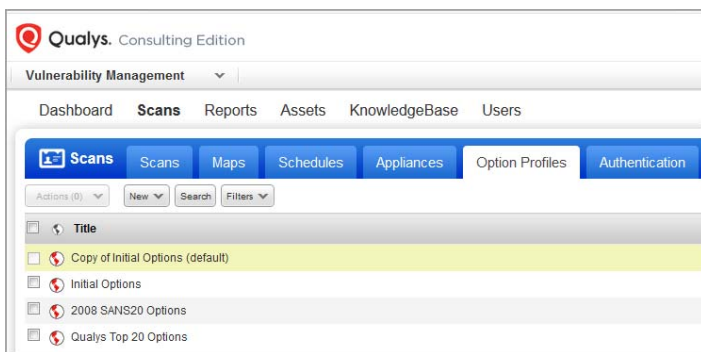 Qualys. Consulting Edition
Vulnerability Management
Dashboard Scans Reports Assets KnowledgeBase Users
Scans Scans Maps Schedules Appliances Option Profiles Authentication
Actions (0) New Search Filters
Title
Copy of Initial Options (default)
Initial Options
2008 SANS20 Options
Qualys Top 20 Options